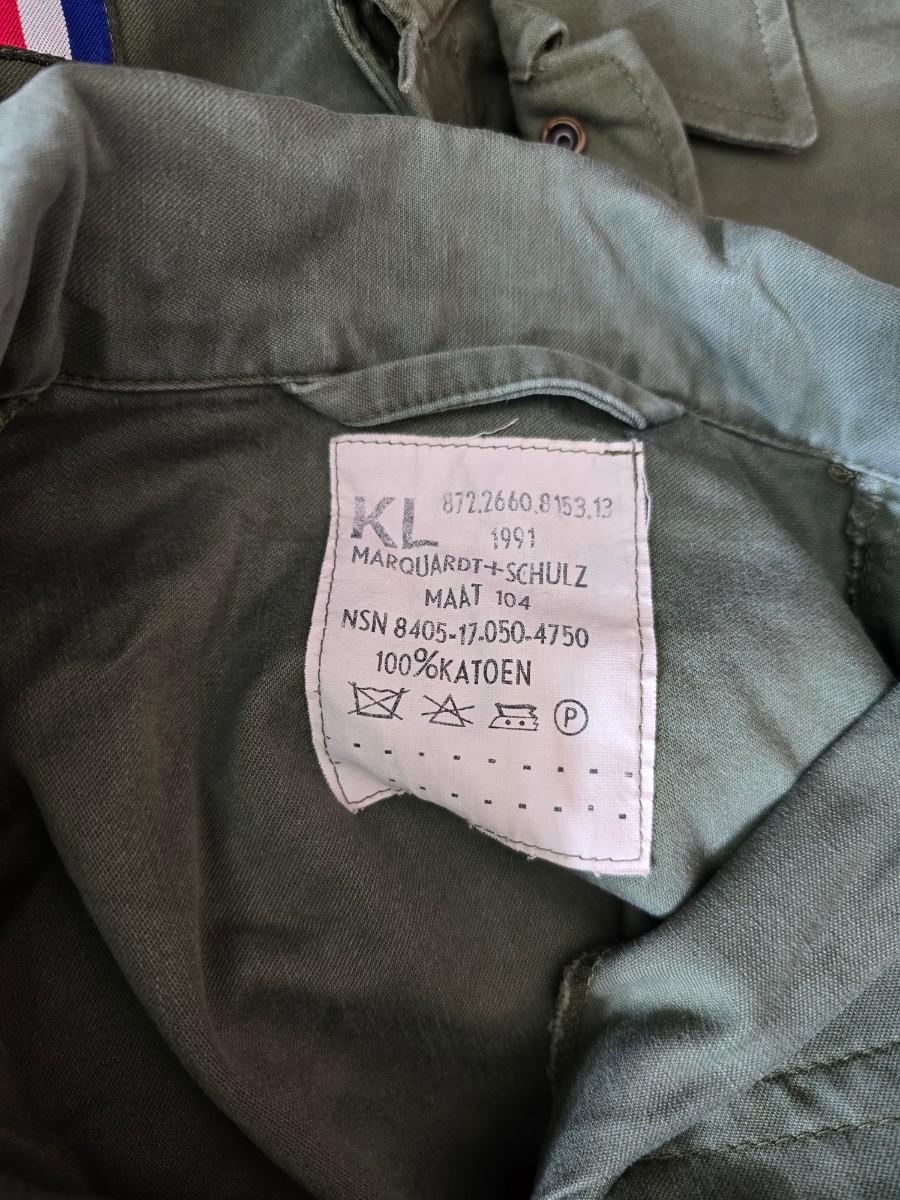 KL 872.2660.8153.13
1991
MARQUARDT+SCHULZ
MAAT 104
NSN 8405-17-050-4750
100%KATOEN
P